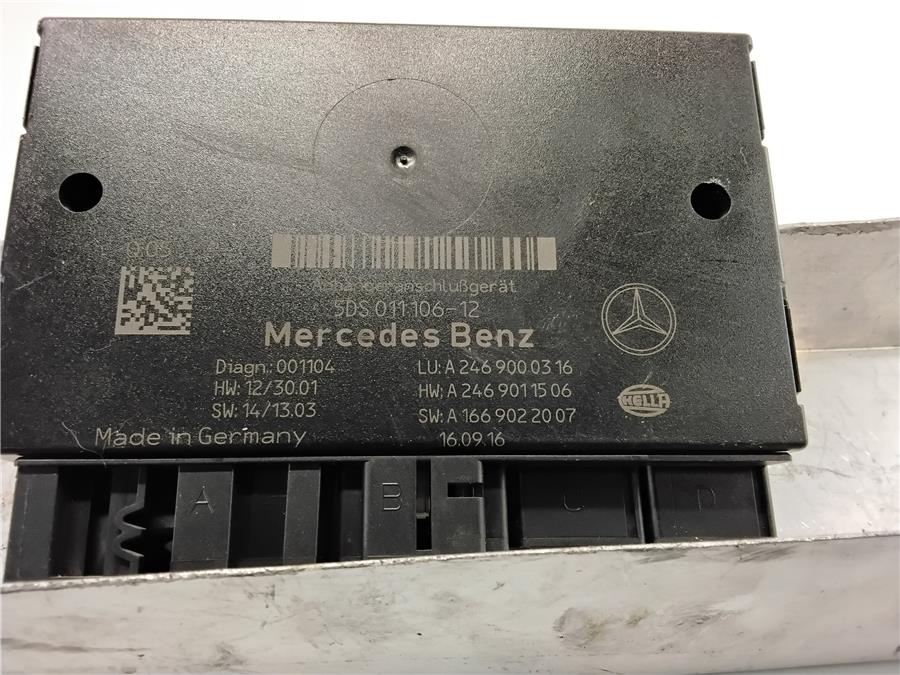 0.05
Anhängeranschlußgerät
5DS 011 106-12
Mercedes Benz
Diagn.: 001104 LU: A 246 900 03 16
HW: 12/30.01 HW: A 246 901 15 06
SW: 14/13.03 SW: A 166 902 20 07
HELLA
Made in Germany 16.09.16
A B C D